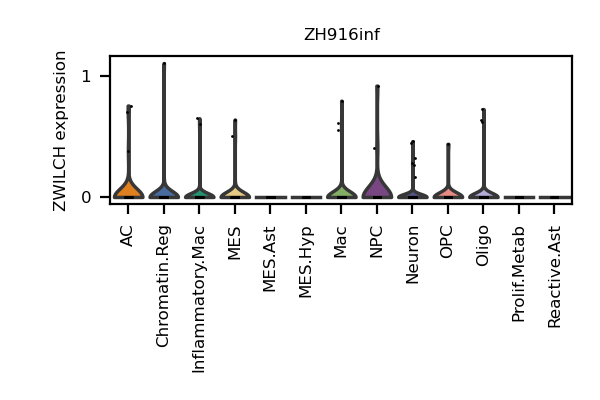 ZH916inf
ZWILCH expression
1
0
AC
Chromatin.Reg
Inflammatory.Mac
MES
MES.Ast
MES.Hyp
Mac
NPC
Neuron
OPC
Oligo
Prolif.Metab
Reactive.Ast